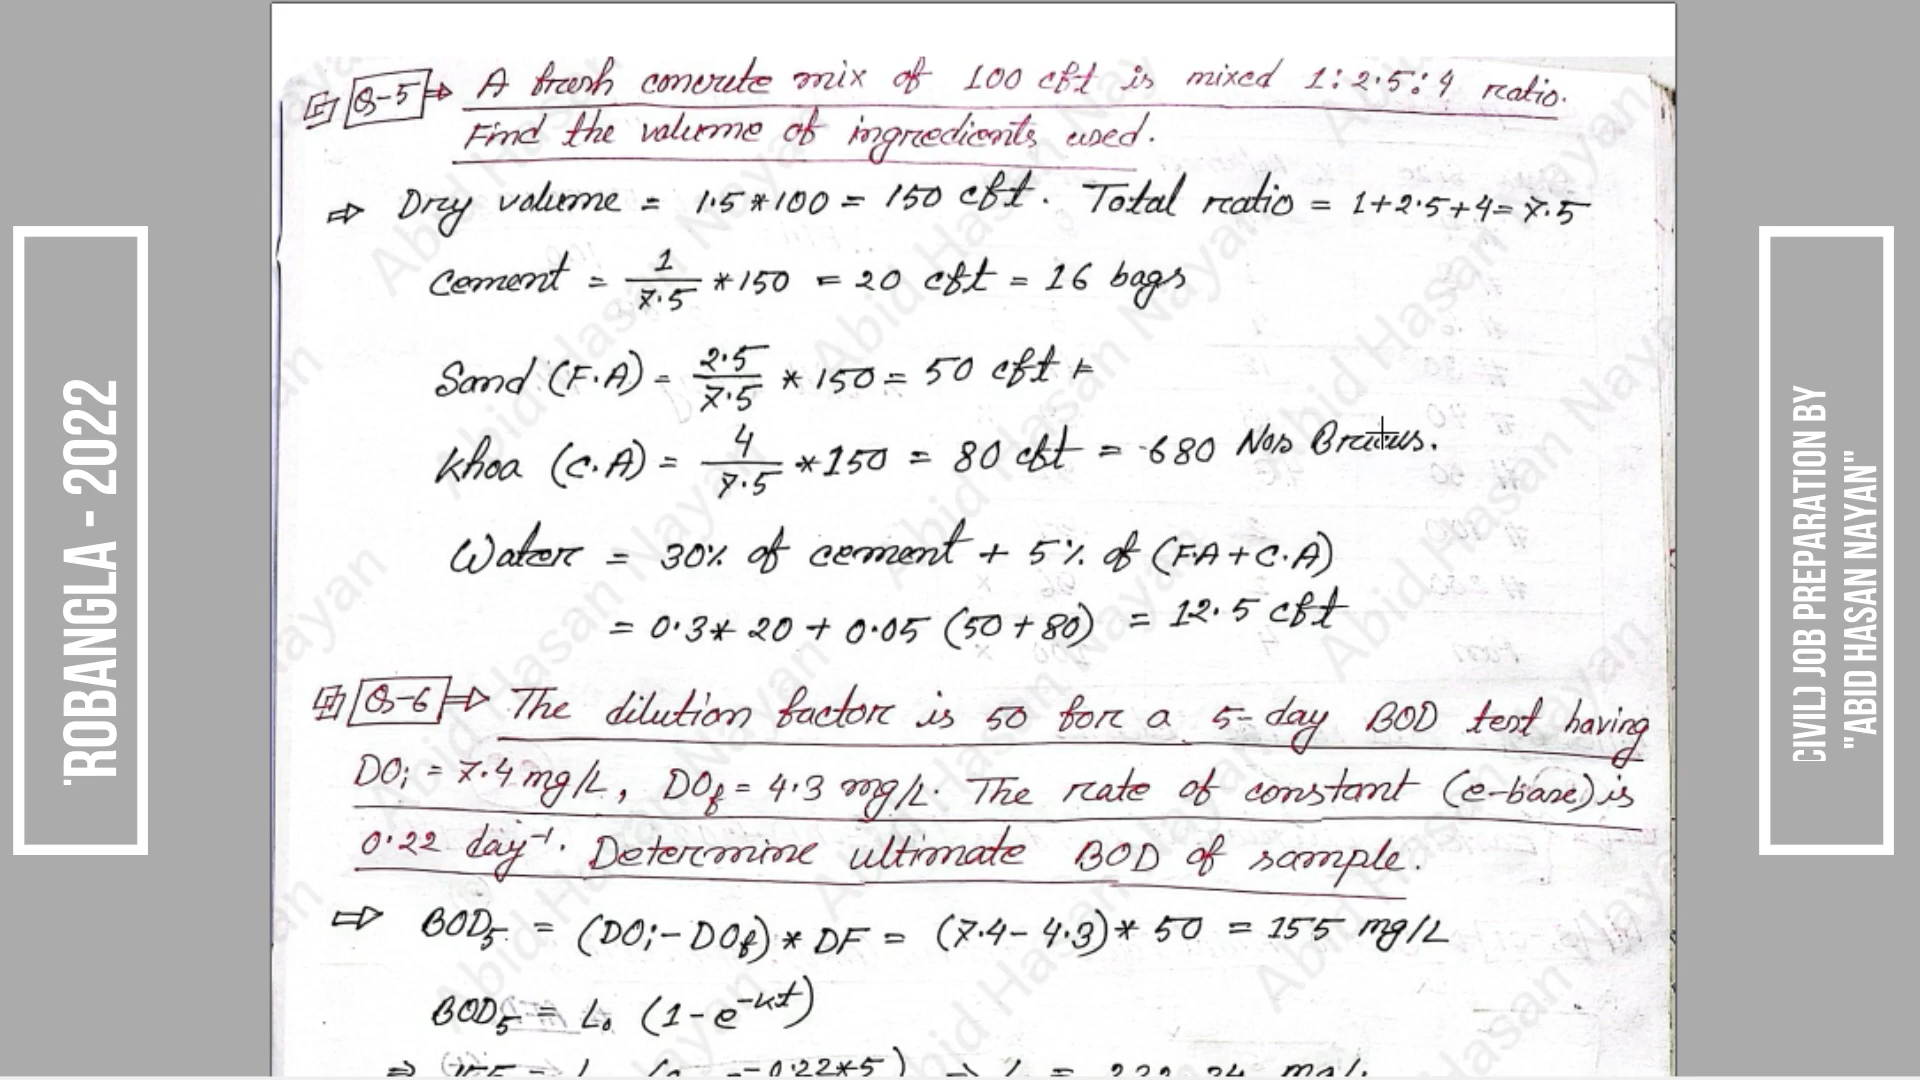 Q-5 ⇒ A fresh concrete mix of 100 cft is mixed 1:2.5:4 ratio.
Find the volume of ingredients used.
⇒ Dry volume = 1.5*100 = 150 cft. Total ratio = 1+2.5+4=7.5
Cement = 1/7.5 *150 = 20 cft = 16 bags
Sand (F.A) = 2.5/7.5 * 150 = 50 cft =
Khoa (C.A) = 4/7.5 *150 = 80 cft = 680 Nos
Water = 30% of cement + 5% of (F.A+C.A)
= 0.3* 20 + 0.05 (50+80) = 12.5 cft
Q-6 ⇒ The dilution factor is 50 for a 5-day BOD test having
DOi = 7.4 mg/L, DOf = 4.3 mg/L. The rate of constant (e-base) is
0.22 day⁻¹. Determine ultimate BOD of sample.
⇒ BOD₅ = (DOi-DOf) * DF = (7.4-4.3)* 50 = 155 mg/L
BOD₅ = L₀ (1-e^-kt)
ROBANGLA - 2022
CIVIL) JOB PREPARATION BY
"ABID HASAN NAYAN"
Abid Hasan Nayan